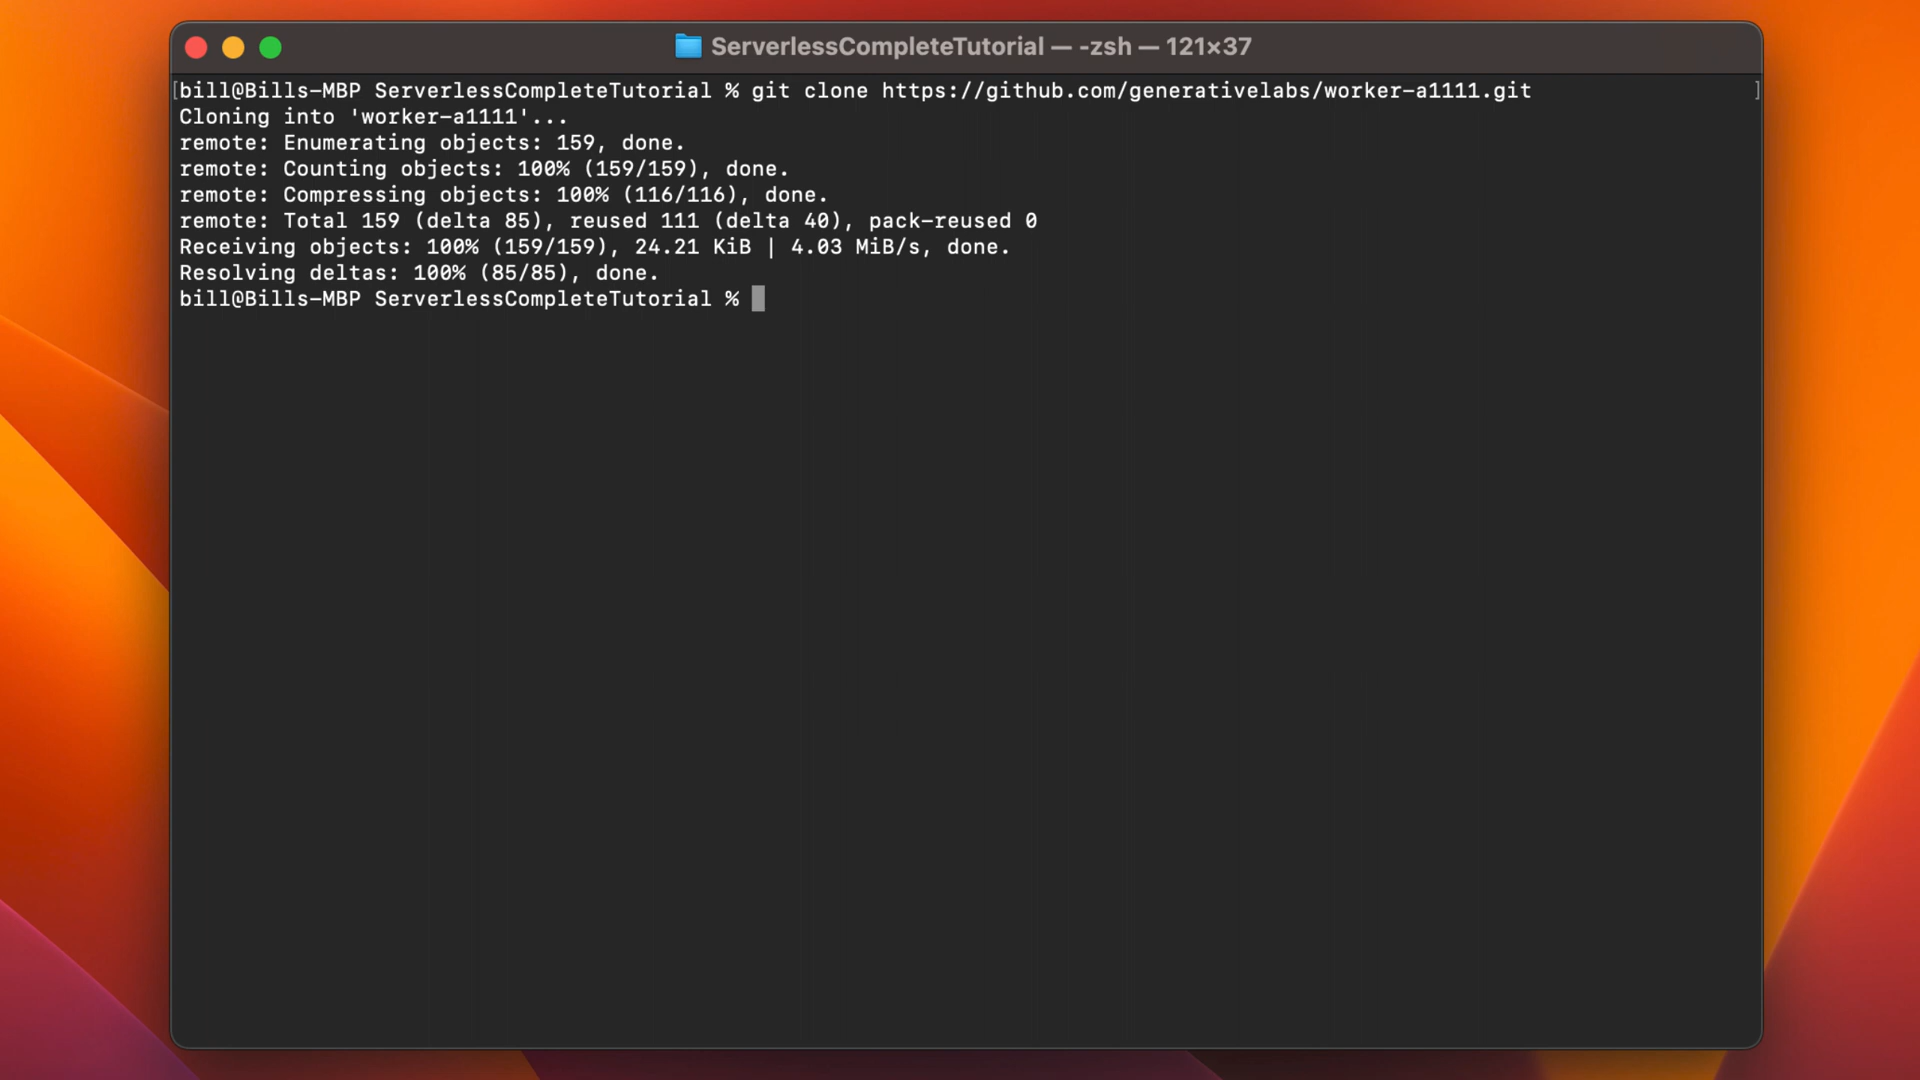 ServerlessCompleteTutorial — -zsh — 121×37
[bill@Bills-MBP ServerlessCompleteTutorial % git clone https://github.com/generativelabs/worker-a1111.git ]
Cloning into 'worker-a1111'...
remote: Enumerating objects: 159, done.
remote: Counting objects: 100% (159/159), done.
remote: Compressing objects: 100% (116/116), done.
remote: Total 159 (delta 85), reused 111 (delta 40), pack-reused 0
Receiving objects: 100% (159/159), 24.21 KiB | 4.03 MiB/s, done.
Resolving deltas: 100% (85/85), done.
bill@Bills-MBP ServerlessCompleteTutorial %